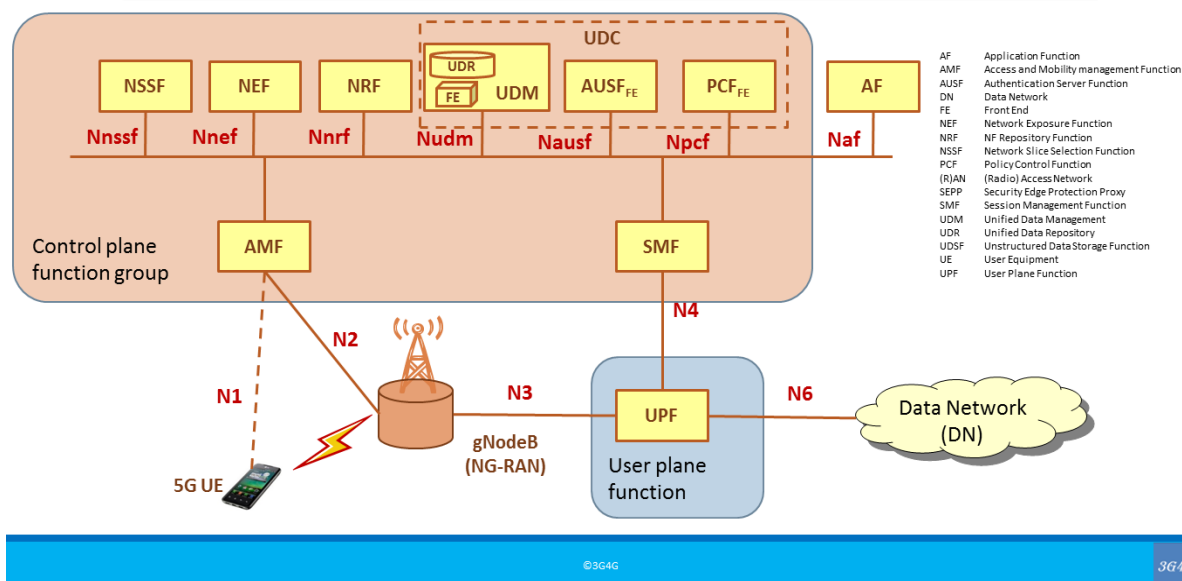 UDC
NSSF
NEF
NRF
UDR
FE
UDM
AUSFFE
PCFFE
AF
Nnssf
Nnef
Nnrf
Nudm
Nausf
Npcf
Naf
AF Application Function
AMF Access and Mobility management Function
AUSF Authentication Server Function
DN Data Network
FE Front End
NEF Network Exposure Function
NRF NF Repository Function
NSSF Network Slice Selection Function
PCF Policy Control Function
(R)AN (Radio) Access Network
SEPP Security Edge Protection Proxy
SMF Session Management Function
UDM Unified Data Management
UDR Unified Data Repository
UDSF Unstructured Data Storage Function
UE User Equipment
UPF User Plane Function
Control plane
function group
AMF
SMF
N1
N2
N4
N3
N6
gNodeB
(NG-RAN)
5G UE
UPF
User plane
function
Data Network
(DN)
©3G4G
3G4